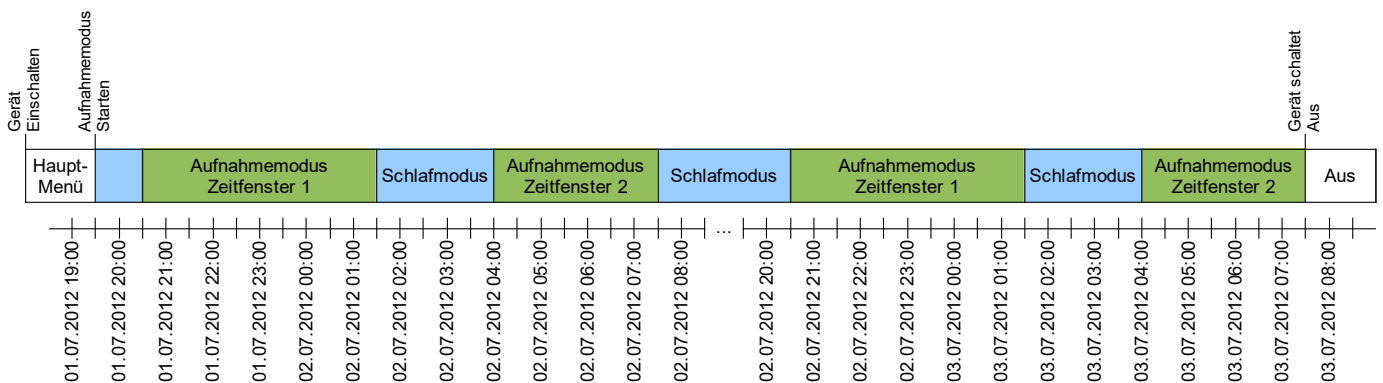 Gerät
Einschalten
Aufnahmemodus
Starten
Gerät schaltet
Aus
Haupt-
Menü
Aufnahmemodus
Zeitfenster 1
Schlafmodus
Aufnahmemodus
Zeitfenster 2
Schlafmodus
Aufnahmemodus
Zeitfenster 1
Schlafmodus
Aufnahmemodus
Zeitfenster 2
Aus
...
01.07.2012 19:00
01.07.2012 20:00
01.07.2012 21:00
01.07.2012 22:00
01.07.2012 23:00
02.07.2012 00:00
02.07.2012 01:00
02.07.2012 02:00
02.07.2012 03:00
02.07.2012 04:00
02.07.2012 05:00
02.07.2012 06:00
02.07.2012 07:00
02.07.2012 08:00
02.07.2012 20:00
02.07.2012 21:00
02.07.2012 22:00
02.07.2012 23:00
03.07.2012 00:00
03.07.2012 01:00
03.07.2012 02:00
03.07.2012 03:00
03.07.2012 04:00
03.07.2012 05:00
03.07.2012 06:00
03.07.2012 07:00
03.07.2012 08:00